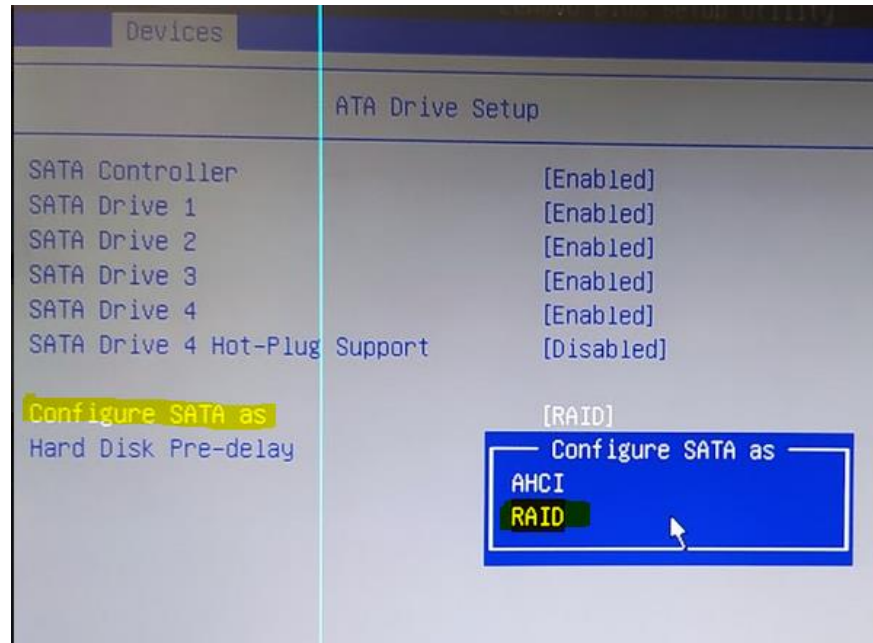 Devices
ATA Drive Setup
SATA Controller [Enabled]
SATA Drive 1 [Enabled]
SATA Drive 2 [Enabled]
SATA Drive 3 [Enabled]
SATA Drive 4 [Enabled]
SATA Drive 4 Hot-Plug Support [Disabled]
Configure SATA as [RAID]
Hard Disk Pre-delay
Configure SATA as
AHCI
RAID